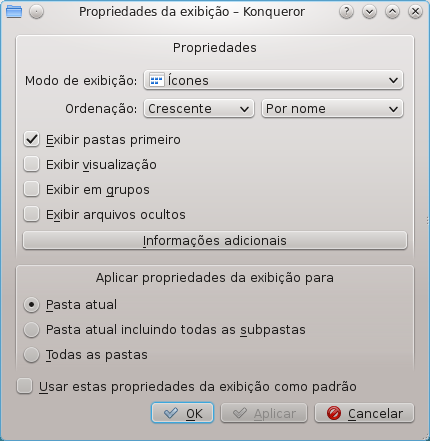 Propriedades da exibição – Konqueror
Propriedades
Modo de exibição: Ícones
Ordenação: Crescente Por nome
Exibir pastas primeiro
Exibir visualização
Exibir em grupos
Exibir arquivos ocultos
Informações adicionais
Aplicar propriedades da exibição para
Pasta atual
Pasta atual incluindo todas as subpastas
Todas as pastas
Usar estas propriedades da exibição como padrão
OK Aplicar Cancelar